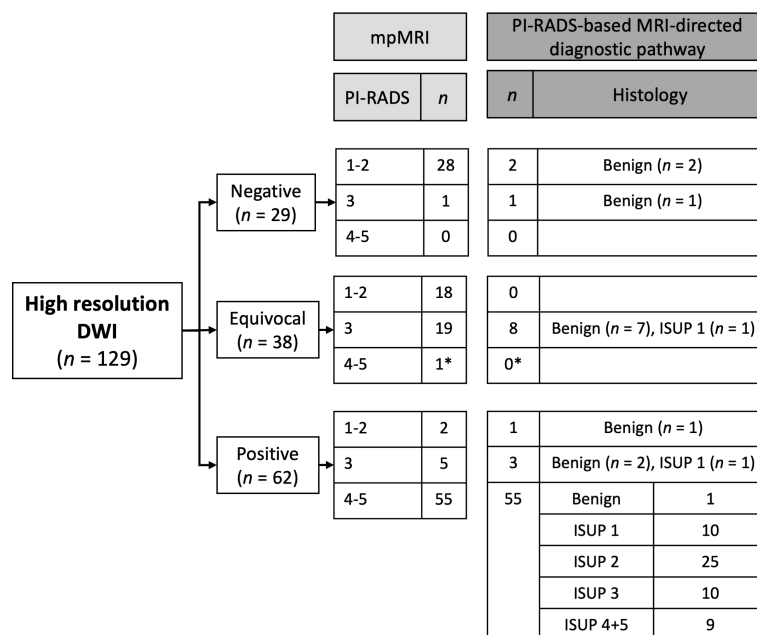 mpMRI
PI-RADS-based MRI-directed
diagnostic pathway
PI-RADS n
n Histology
High resolution
DWI
(n = 129)
Negative
(n = 29)
1-2 28 2 Benign (n = 2)
3 1 1 Benign (n = 1)
4-5 0 0
Equivocal
(n = 38)
1-2 18 0
3 19 8 Benign (n = 7), ISUP 1 (n = 1)
4-5 1* 0*
Positive
(n = 62)
1-2 2 1 Benign (n = 1)
3 5 3 Benign (n = 2), ISUP 1 (n = 1)
4-5 55 55 Benign 1
ISUP 1 10
ISUP 2 25
ISUP 3 10
ISUP 4+5 9